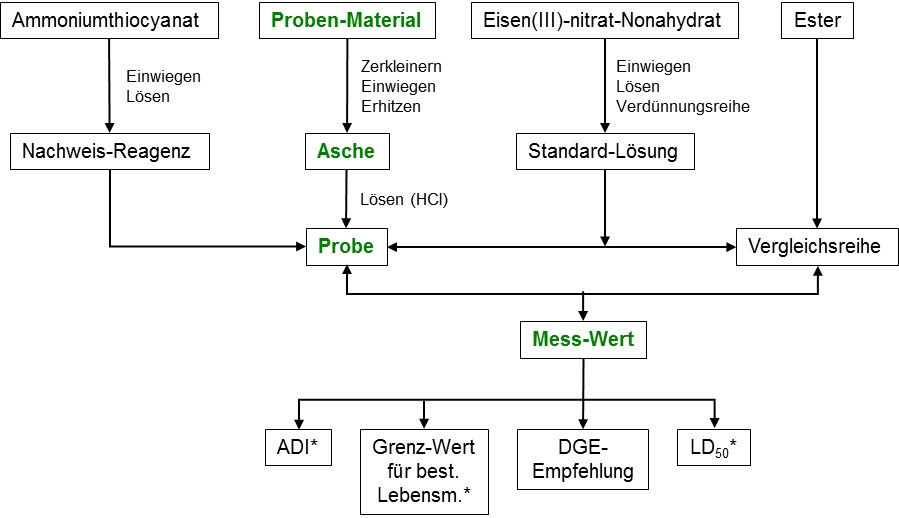 Ammoniumthiocyanat
Proben-Material
Eisen(III)-nitrat-Nonahydrat
Ester
Einwiegen
Lösen
Zerkleinern
Einwiegen
Erhitzen
Einwiegen
Lösen
Verdünnungsreihe
Nachweis-Reagenz
Asche
Standard-Lösung
Lösen (HCl)
Probe
Vergleichsreihe
Mess-Wert
ADI*
Grenz-Wert
für best.
Lebensm.*
DGE-
Empfehlung
LD₅₀*